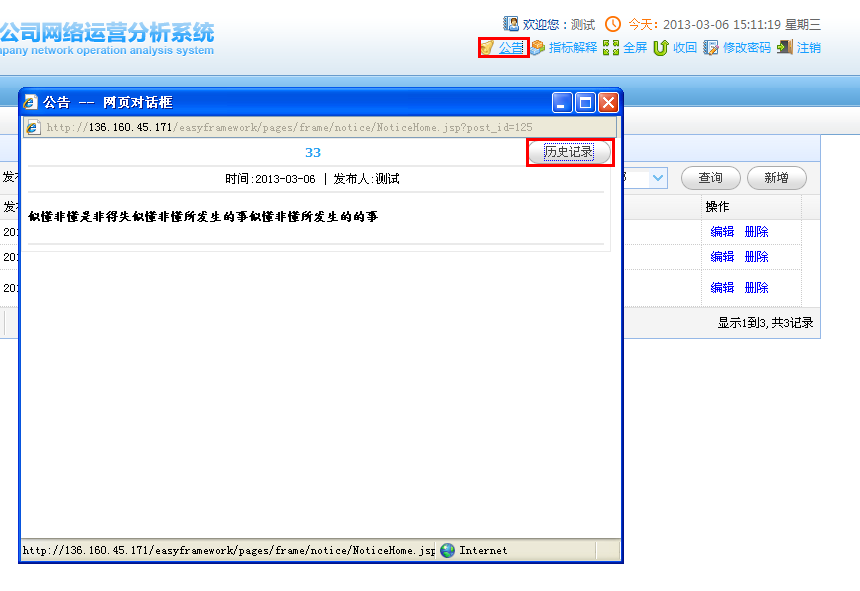 公司网络运营分析系统
pany network operation analysis system
欢迎您：测试 今天：2013-03-06 15:11:19 星期三
公告 指标解释 全屏 收回 修改密码 注销
公告 -- 网页对话框
http://136.160.45.171/easyframework/pages/frame/notice/NoticeHome.jsp?post_id=125
33
历史记录
时间:2013-03-06 | 发布人:测试
似懂非懂是非得失似懂非懂所发生的事似懂非懂所发生的的事
查询 新增
发
发
操作
201
编辑 删除
201
编辑 删除
201
编辑 删除
显示1到3,共3记录
http://136.160.45.171/easyframework/pages/frame/notice/NoticeHome.jsp
Internet